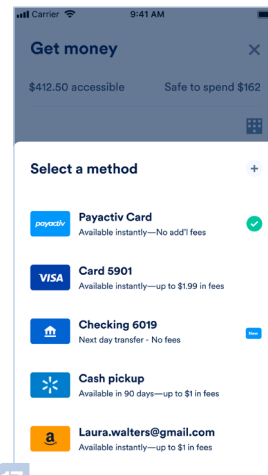 Carrier 9:41 AM
Get money
$412.50 accessible Safe to spend $162
Select a method
payactiv Payactiv Card
Available instantly—No add'l fees
VISA Card 5901
Available instantly—up to $1.99 in fees
Checking 6019 New
Next day transfer - No fees
Cash pickup
Available in 90 days—up to $1 in fees
a Laura.walters@gmail.com
Available instantly—up to $1 in fees
17